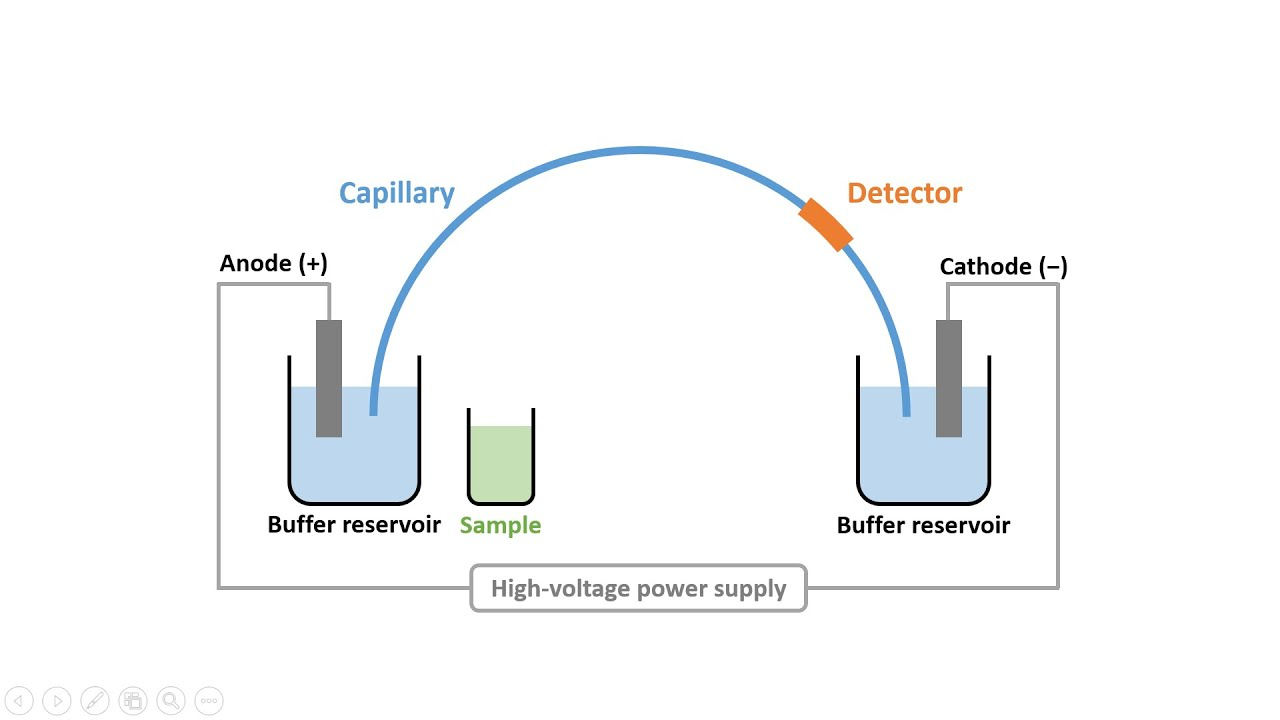 Capillary
Detector
Anode (+)
Cathode (−)
Buffer reservoir
Sample
Buffer reservoir
High-voltage power supply